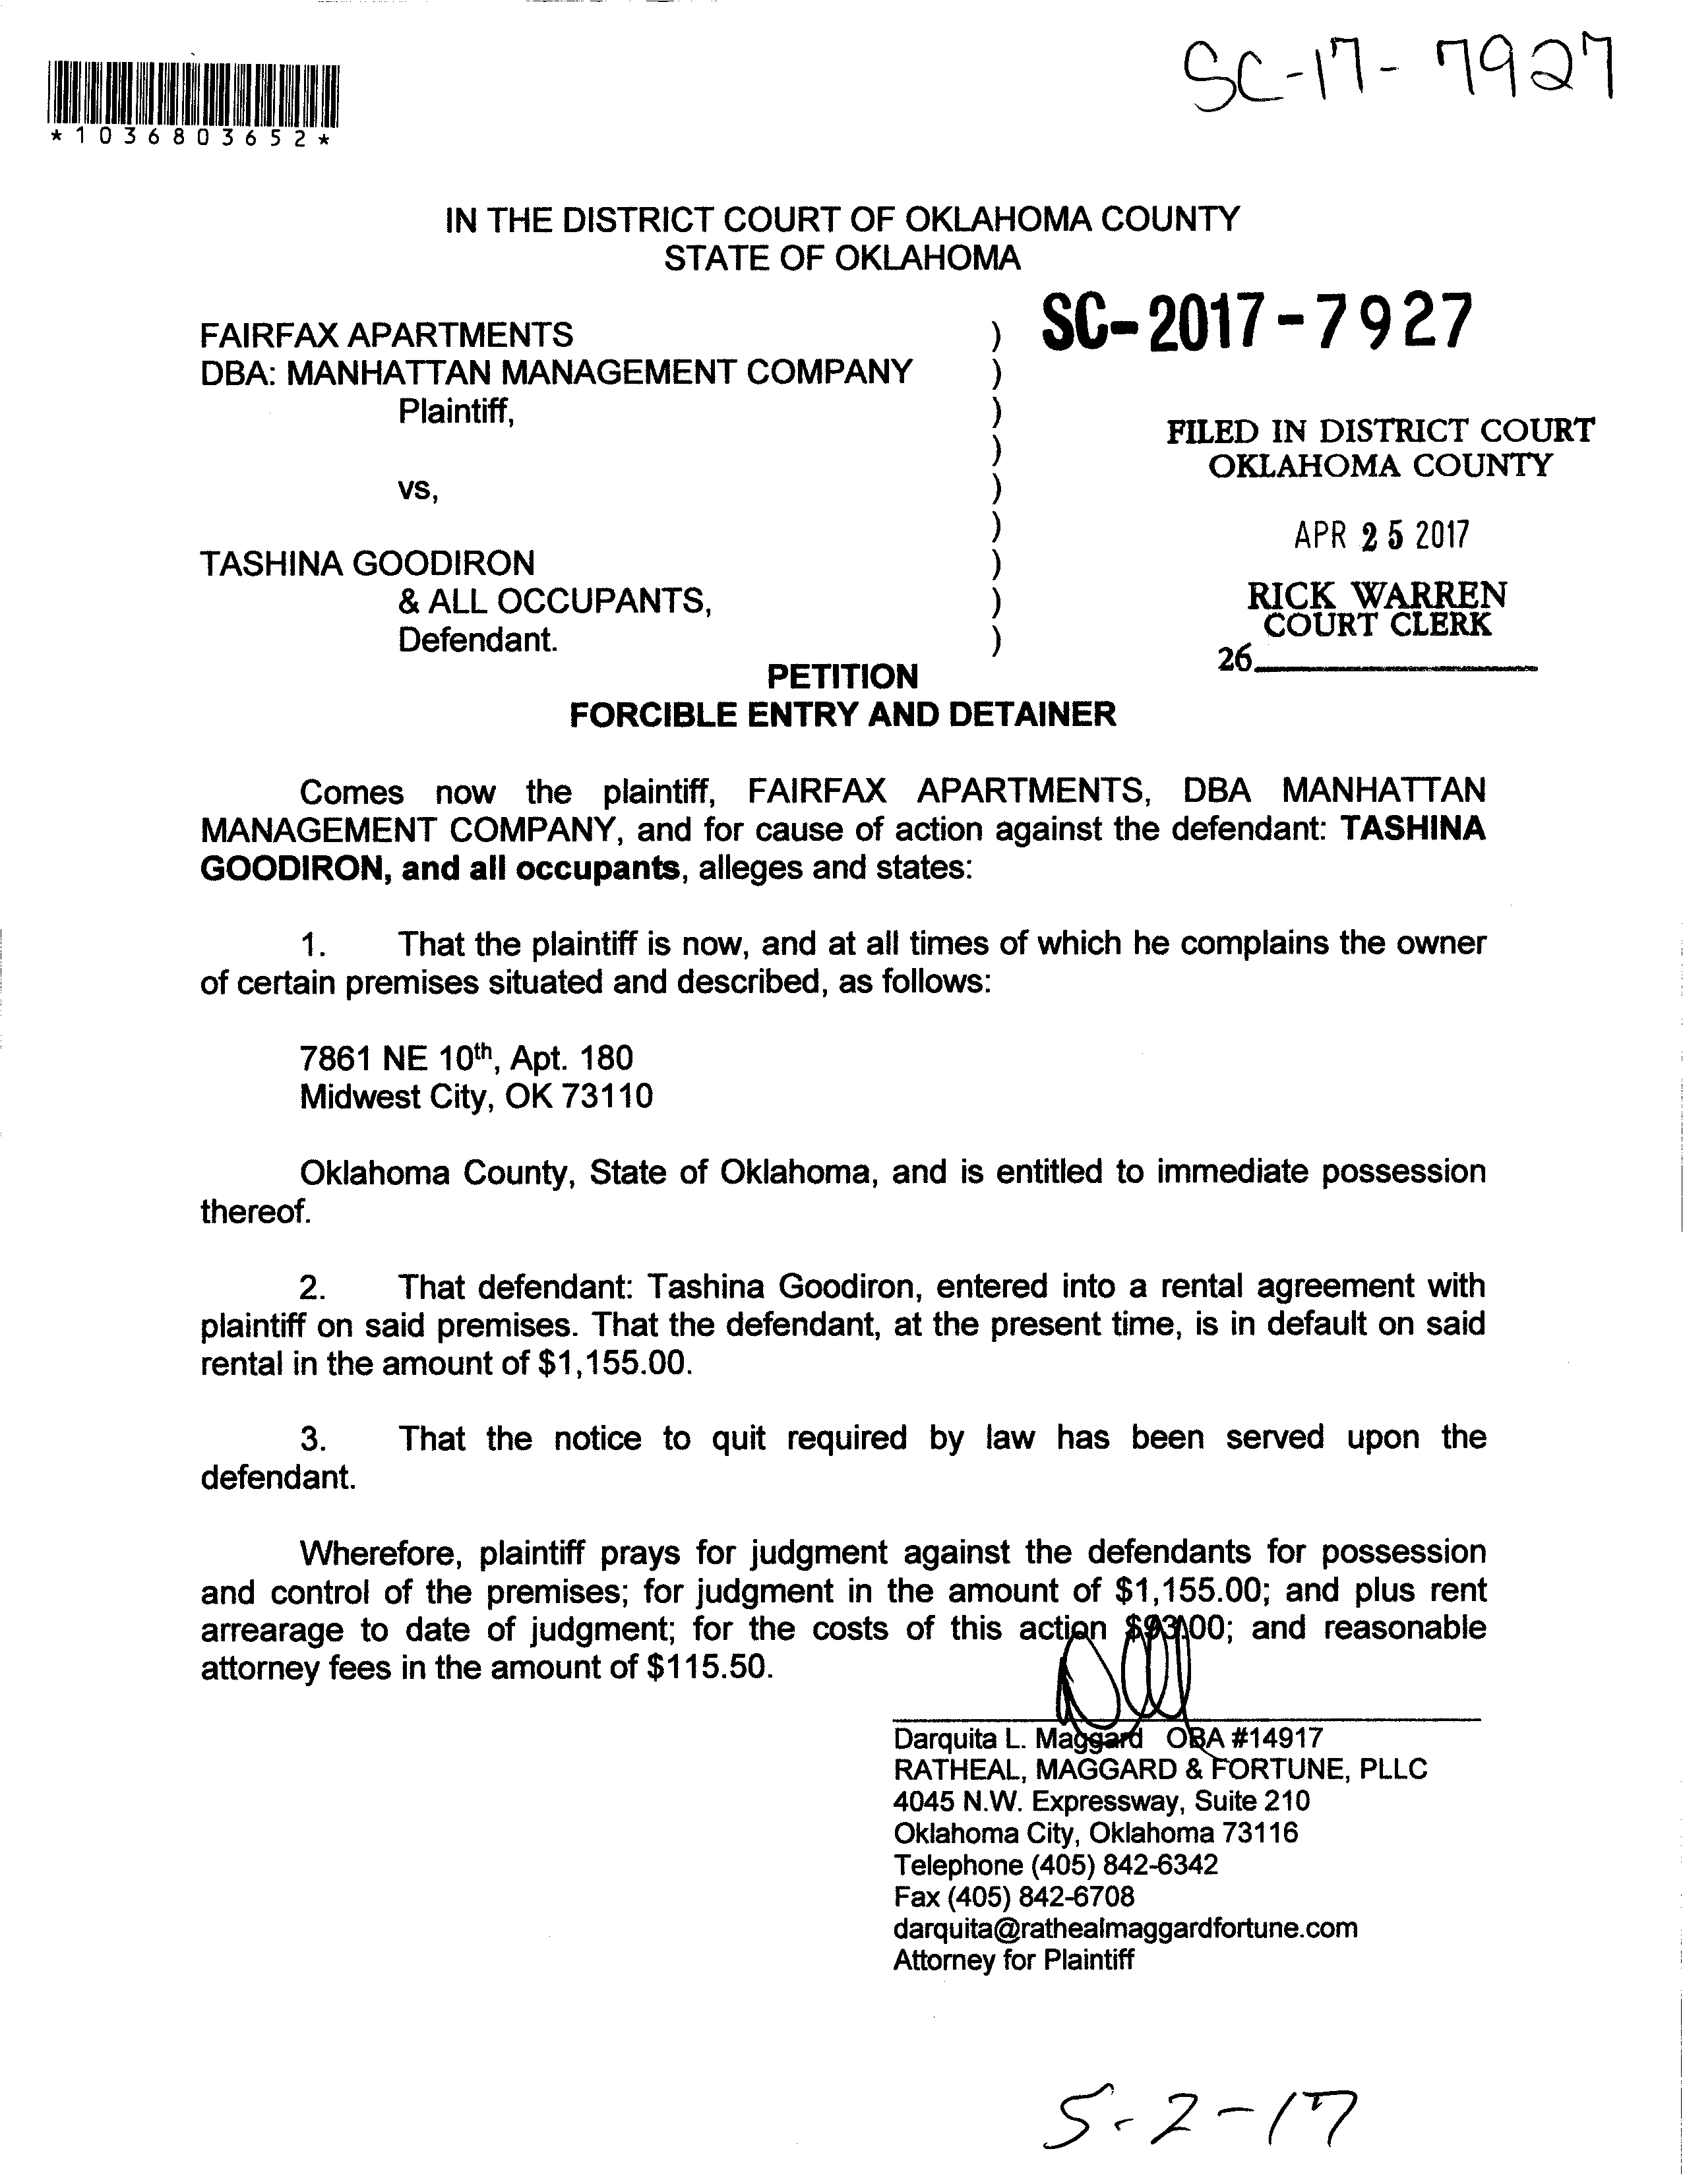 SC-17-7927
*1036803652*
IN THE DISTRICT COURT OF OKLAHOMA COUNTY
STATE OF OKLAHOMA
FAIRFAX APARTMENTS )
SC-2017-7927
DBA: MANHATTAN MANAGEMENT COMPANY )
Plaintiff, )
)
FILED IN DISTRICT COURT
OKLAHOMA COUNTY
vs, )
)
APR 25 2017
TASHINA GOODIRON )
& ALL OCCUPANTS, )
Defendant. )
RICK WARREN
COURT CLERK
26
PETITION
FORCIBLE ENTRY AND DETAINER
Comes now the plaintiff, FAIRFAX APARTMENTS, DBA MANHATTAN
MANAGEMENT COMPANY, and for cause of action against the defendant: TASHINA
GOODIRON, and all occupants, alleges and states:
1. That the plaintiff is now, and at all times of which he complains the owner
of certain premises situated and described, as follows:
7861 NE 10th, Apt. 180
Midwest City, OK 73110
Oklahoma County, State of Oklahoma, and is entitled to immediate possession
thereof.
2. That defendant: Tashina Goodiron, entered into a rental agreement with
plaintiff on said premises. That the defendant, at the present time, is in default on said
rental in the amount of $1,155.00.
3. That the notice to quit required by law has been served upon the
defendant.
Wherefore, plaintiff prays for judgment against the defendants for possession
and control of the premises; for judgment in the amount of $1,155.00; and plus rent
arrearage to date of judgment; for the costs of this action $93.00; and reasonable
attorney fees in the amount of $115.50.
Darquita L. Maggard OBA #14917
RATHEAL, MAGGARD & FORTUNE, PLLC
4045 N.W. Expressway, Suite 210
Oklahoma City, Oklahoma 73116
Telephone (405) 842-6342
Fax (405) 842-6708
darquita@rathealmaggardfortune.com
Attorney for Plaintiff
5-2-17